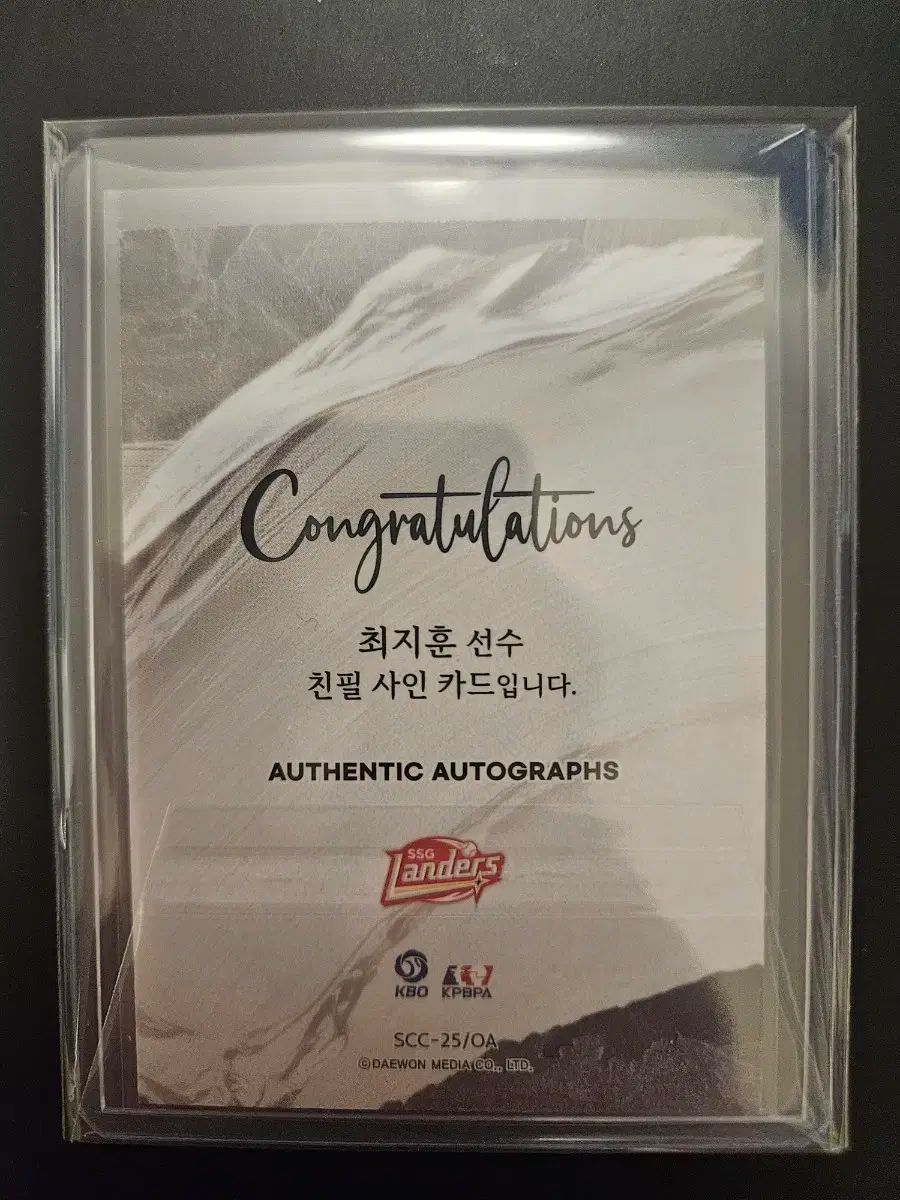 Congratulations
최지훈 선수
친필 사인 카드입니다.
AUTHENTIC AUTOGRAPHS
SSG
Landers
KBO KPBPA
SCC-25/OA
©DAEWON MEDIA CO., LTD.